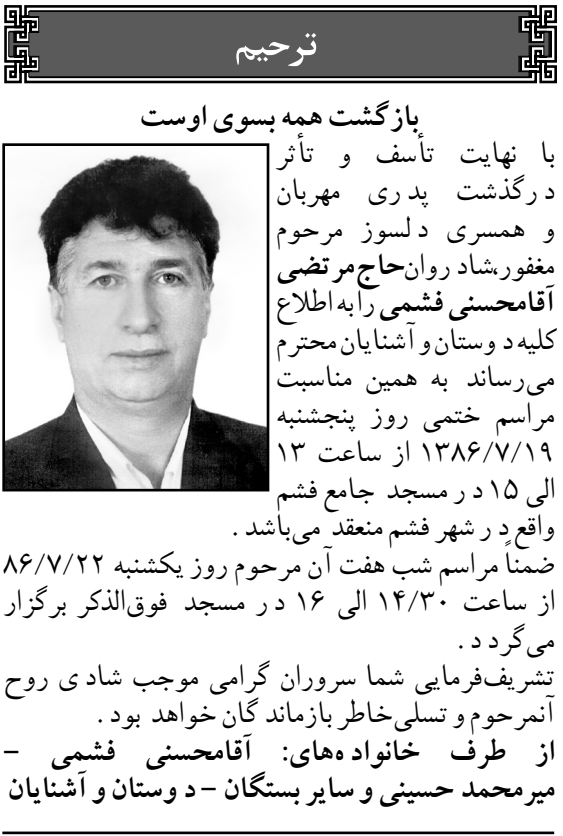 ترحیم
بازگشت همه بسوی اوست
با نهایت تأسف و تأثر
درگذشت پدری مهربان
و همسری دلسوز مرحوم
مغفور،شادروان حاج مرتضی
آقامحسنی فشمی را به اطلاع
کلیه دوستان و آشنایان محترم
می‌رساند به همین مناسبت
مراسم ختمی روز پنجشنبه
۱۳۸۶/۷/۱۹ از ساعت ۱۳
الی ۱۵ در مسجد جامع فشم
واقع در شهر فشم منعقد می‌باشد.
ضمناً مراسم شب هفت آن مرحوم روز یکشنبه ۸۶/۷/۲۲
از ساعت ۱۴/۳۰ الی ۱۶ در مسجد فوق‌الذکر برگزار
می‌گردد.
تشریف‌فرمایی شما سروران گرامی موجب شادی روح
آنمرحوم و تسلی‌خاطر بازماندگان خواهد بود.
از طرف خانواده‌های: آقامحسنی فشمی –
میرمحمد حسینی و سایر بستگان – دوستان و آشنایان